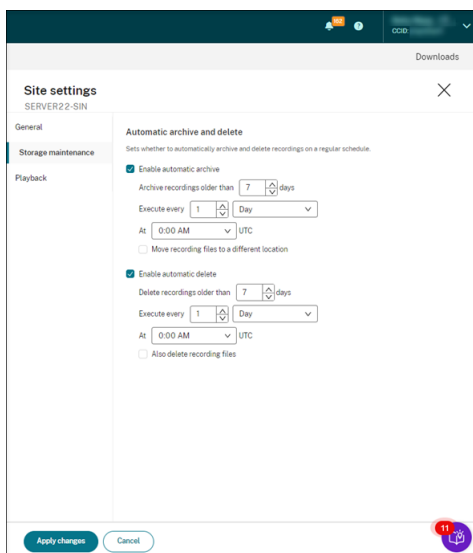 102
?
CCID:
Downloads
Site settings
SERVER22-SIN
General
Storage maintenance
Playback
Automatic archive and delete
Sets whether to automatically archive and delete recordings on a regular schedule.
Enable automatic archive
Archive recordings older than 7 days
Execute every 1 Day
At 0:00 AM UTC
Move recording files to a different location
Enable automatic delete
Delete recordings older than 7 days
Execute every 1 Day
At 0:00 AM UTC
Also delete recording files
11
Apply changes Cancel